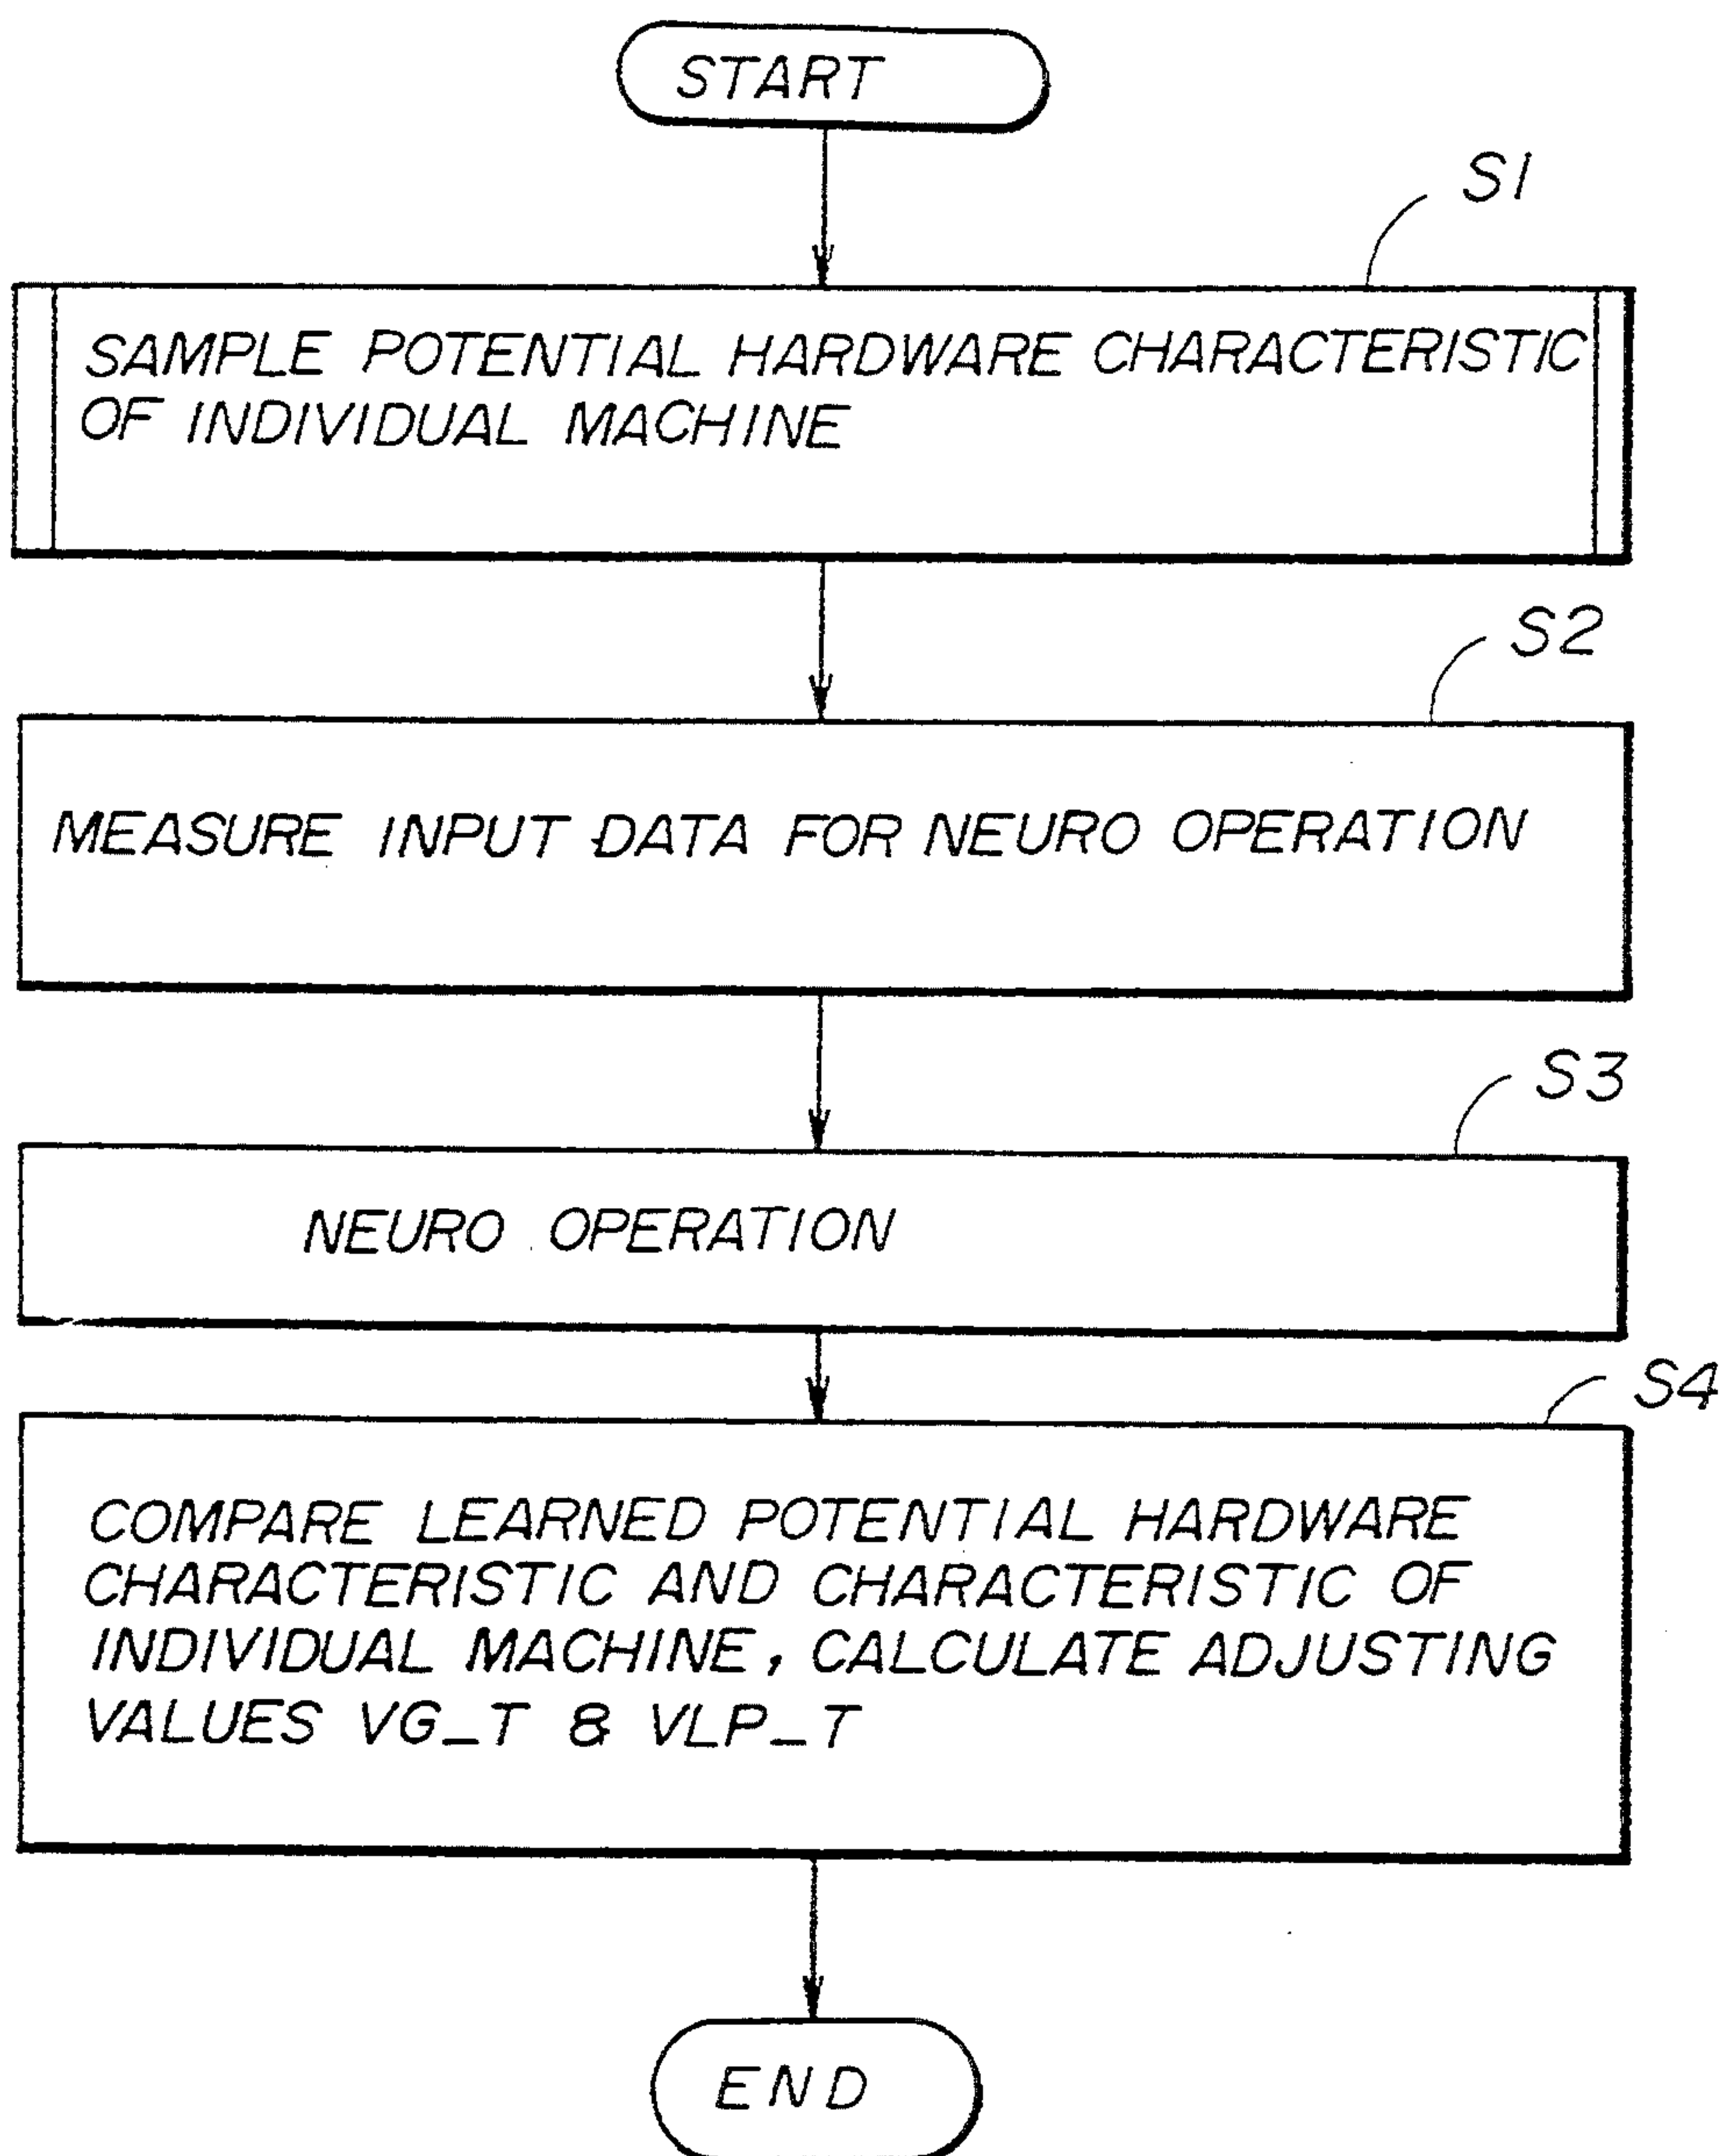 START
S1
SAMPLE POTENTIAL HARDWARE CHARACTERISTIC
OF INDIVIDUAL MACHINE
S2
MEASURE INPUT DATA FOR NEURO OPERATION
S3
NEURO OPERATION
S4
COMPARE LEARNED POTENTIAL HARDWARE
CHARACTERISTIC AND CHARACTERISTIC OF
INDIVIDUAL MACHINE, CALCULATE ADJUSTING
VALUES VG_T & VLP_T
END